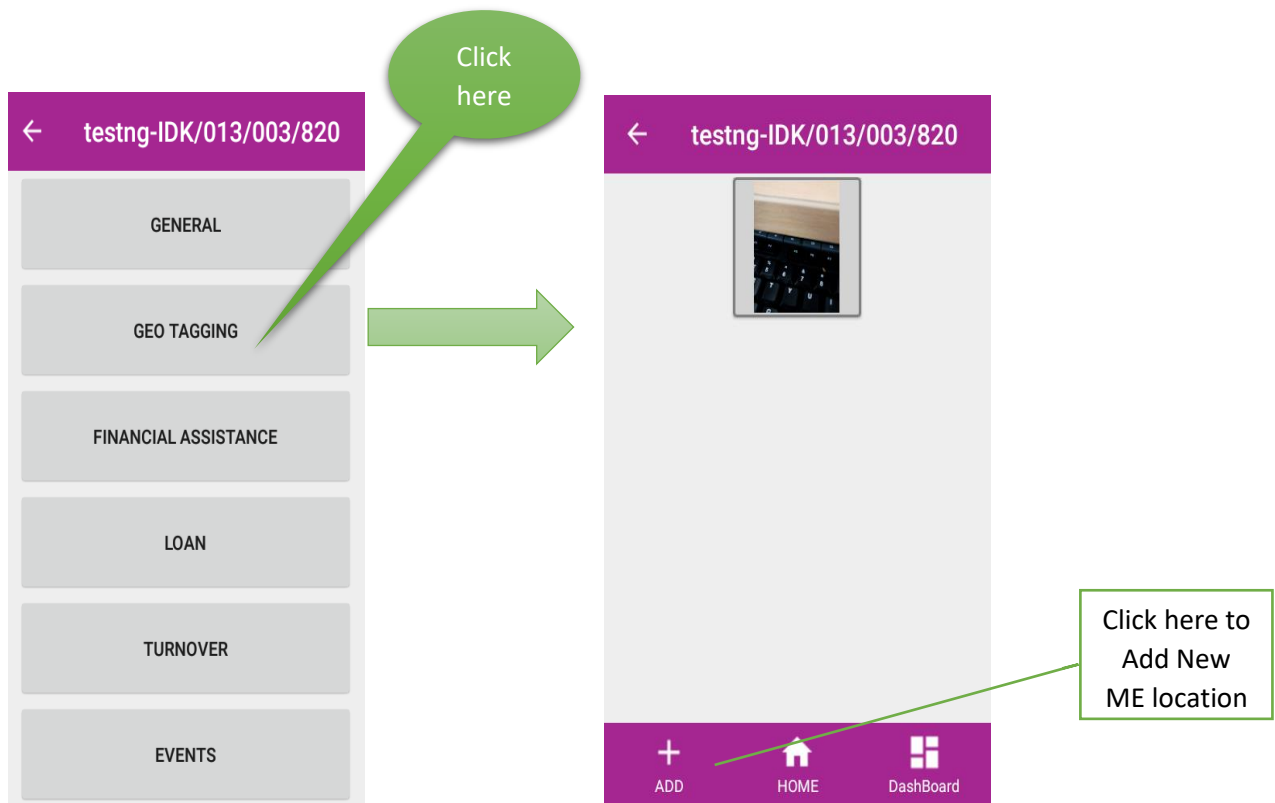 Click
here
testng-IDK/013/003/820
GENERAL
GEO TAGGING
FINANCIAL ASSISTANCE
LOAN
TURNOVER
EVENTS
testng-IDK/013/003/820
Click here to
Add New
ME location
ADD
HOME
DashBoard